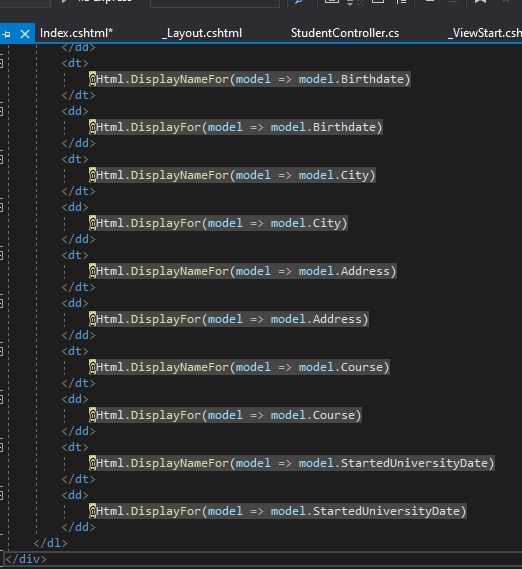 Index.cshtml* _Layout.cshtml StudentController.cs _ViewStart.csh
</dd>
<dt>
@Html.DisplayNameFor(model => model.Birthdate)
</dt>
<dd>
@Html.DisplayFor(model => model.Birthdate)
</dd>
<dt>
@Html.DisplayNameFor(model => model.City)
</dt>
<dd>
@Html.DisplayFor(model => model.City)
</dd>
<dt>
@Html.DisplayNameFor(model => model.Address)
</dt>
<dd>
@Html.DisplayFor(model => model.Address)
</dd>
<dt>
@Html.DisplayNameFor(model => model.Course)
</dt>
<dd>
@Html.DisplayFor(model => model.Course)
</dd>
<dt>
@Html.DisplayNameFor(model => model.StartedUniversityDate)
</dt>
<dd>
@Html.DisplayFor(model => model.StartedUniversityDate)
</dd>
</dl>
</div>